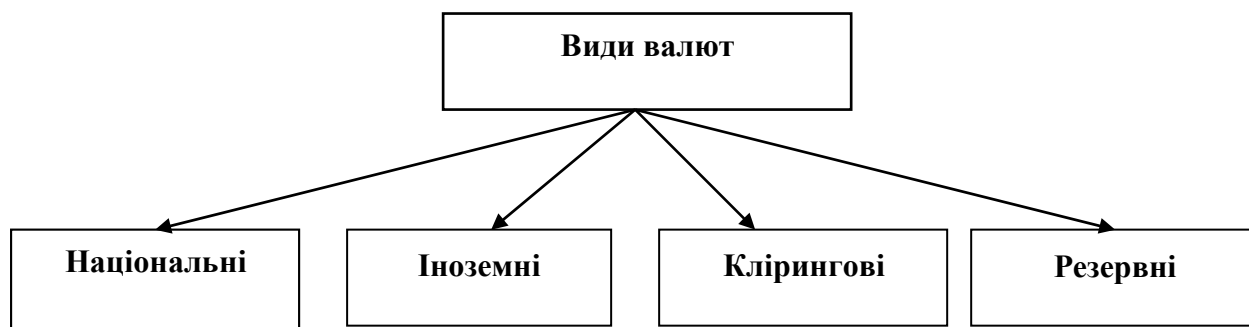 Види валют
Національні
Іноземні
Клірингові
Резервні